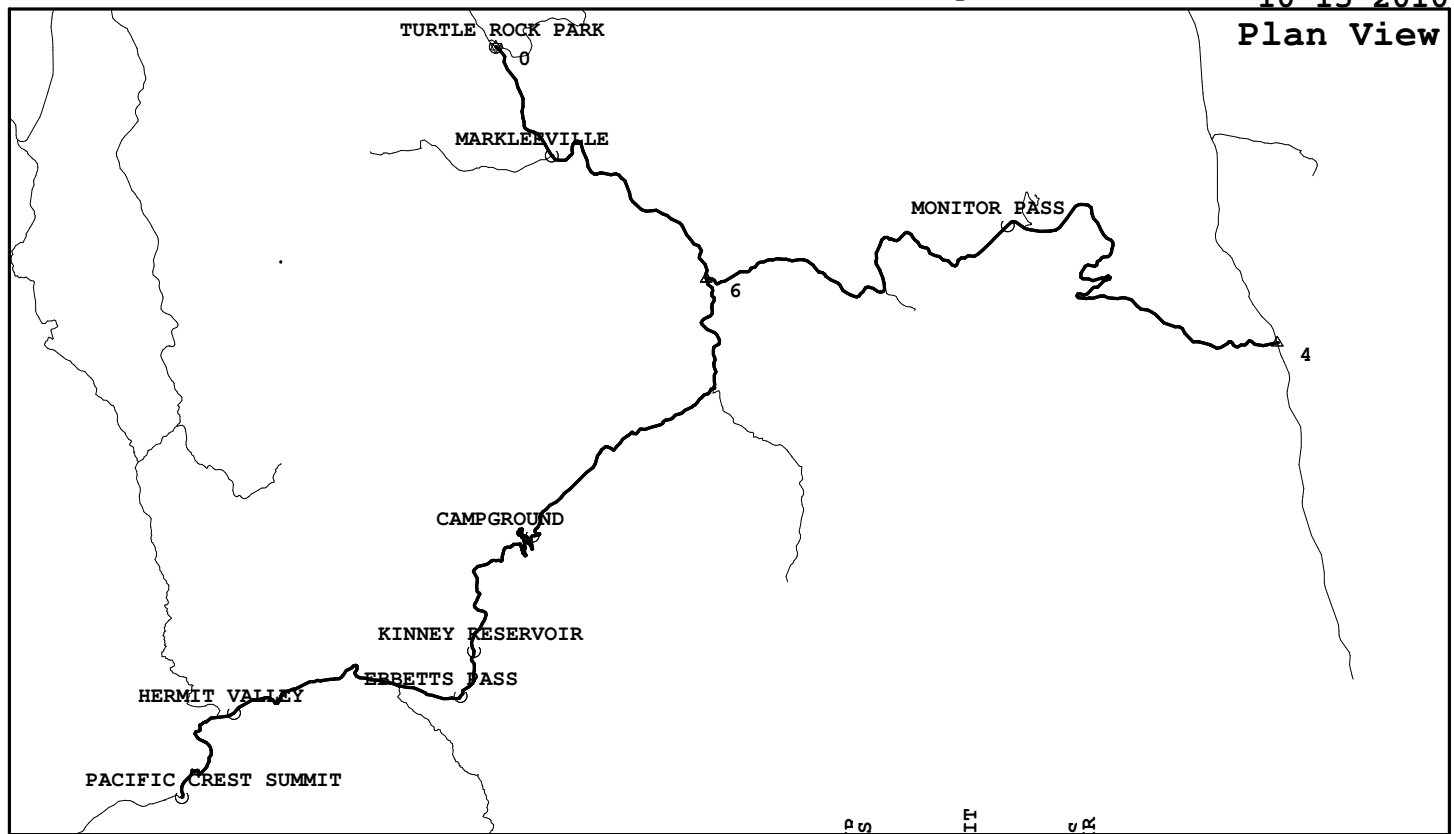 Plan View
TURTLE ROCK PARK
0
MARKLEEVILLE
MONITOR PASS
6
4
CAMPGROUND
KINNEY RESERVOIR
EBBETTS PASS
HERMIT VALLEY
PACIFIC CREST SUMMIT